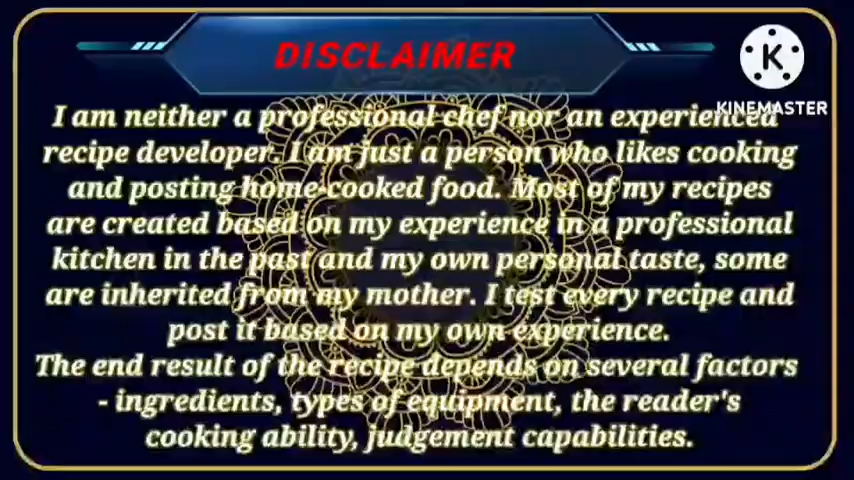 DISCLAIMER
KINEMASTER
I am neither a professional chef nor an experienced
recipe developer. I am just a person who likes cooking
and posting home-cooked food. Most of my recipes
are created based on my experience in a professional
kitchen in the past and my own personal taste, some
are inherited from my mother. I test every recipe and
post it based on my own experience.
The end result of the recipe depends on several factors
- ingredients, types of equipment, the reader's
cooking ability, judgement capabilities.